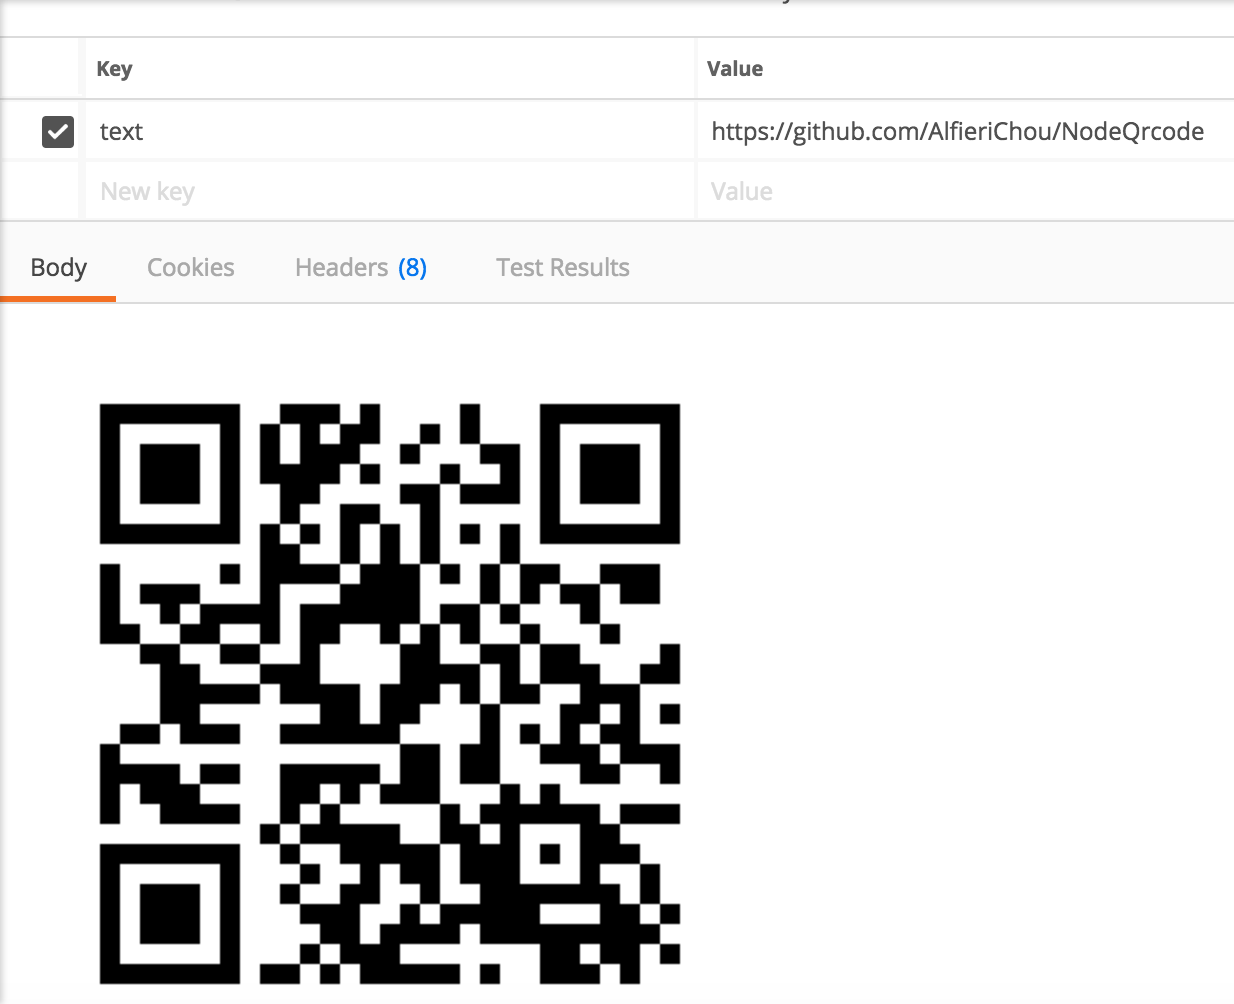 Key Value
text https://github.com/AlfieriChou/NodeQrcode
New key Value
Body Cookies Headers (8) Test Results